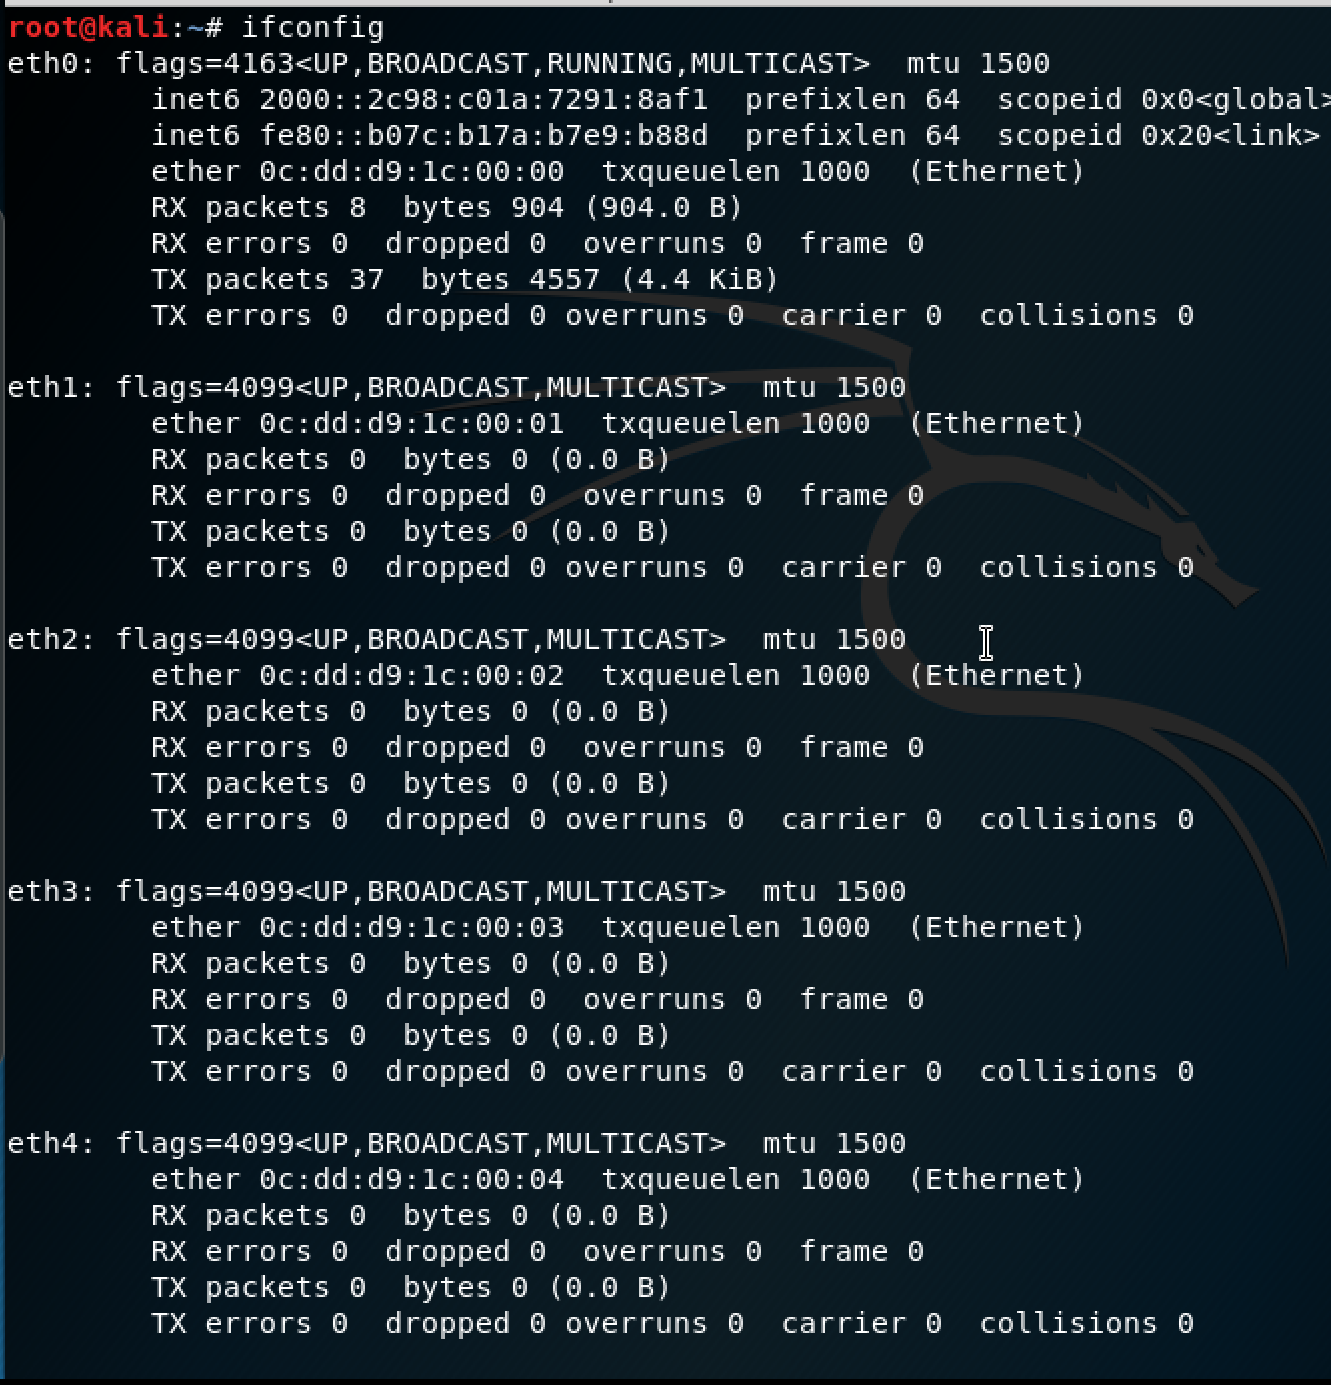 root@kali:~# ifconfig
eth0: flags=4163<UP,BROADCAST,RUNNING,MULTICAST>  mtu 1500
        inet6 2000::2c98:c01a:7291:8af1  prefixlen 64  scopeid 0x0<global>
        inet6 fe80::b07c:b17a:b7e9:b88d  prefixlen 64  scopeid 0x20<link>
        ether 0c:dd:d9:1c:00:00  txqueuelen 1000  (Ethernet)
        RX packets 8  bytes 904 (904.0 B)
        RX errors 0  dropped 0  overruns 0  frame 0
        TX packets 37  bytes 4557 (4.4 KiB)
        TX errors 0  dropped 0 overruns 0  carrier 0  collisions 0

eth1: flags=4099<UP,BROADCAST,MULTICAST>  mtu 1500
        ether 0c:dd:d9:1c:00:01  txqueuelen 1000  (Ethernet)
        RX packets 0  bytes 0 (0.0 B)
        RX errors 0  dropped 0  overruns 0  frame 0
        TX packets 0  bytes 0 (0.0 B)
        TX errors 0  dropped 0 overruns 0  carrier 0  collisions 0

eth2: flags=4099<UP,BROADCAST,MULTICAST>  mtu 1500
        ether 0c:dd:d9:1c:00:02  txqueuelen 1000  (Ethernet)
        RX packets 0  bytes 0 (0.0 B)
        RX errors 0  dropped 0  overruns 0  frame 0
        TX packets 0  bytes 0 (0.0 B)
        TX errors 0  dropped 0 overruns 0  carrier 0  collisions 0

eth3: flags=4099<UP,BROADCAST,MULTICAST>  mtu 1500
        ether 0c:dd:d9:1c:00:03  txqueuelen 1000  (Ethernet)
        RX packets 0  bytes 0 (0.0 B)
        RX errors 0  dropped 0  overruns 0  frame 0
        TX packets 0  bytes 0 (0.0 B)
        TX errors 0  dropped 0 overruns 0  carrier 0  collisions 0

eth4: flags=4099<UP,BROADCAST,MULTICAST>  mtu 1500
        ether 0c:dd:d9:1c:00:04  txqueuelen 1000  (Ethernet)
        RX packets 0  bytes 0 (0.0 B)
        RX errors 0  dropped 0  overruns 0  frame 0
        TX packets 0  bytes 0 (0.0 B)
        TX errors 0  dropped 0 overruns 0  carrier 0  collisions 0